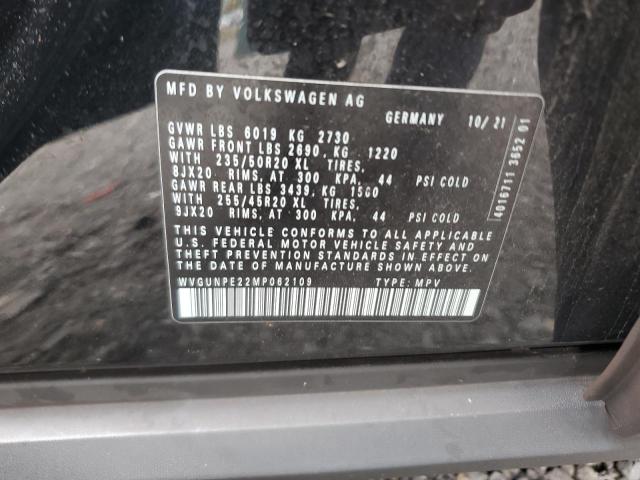 MFD BY VOLKSWAGEN AG
GERMANY 10/21
GVWR LBS 6019 KG 2730
GAWR FRONT LBS 2690, KG 1220
WITH 235/50R20 XL TIRES,
8JX20 RIMS, AT 300 KPA, 44 PSI COLD
GAWR REAR LBS 3439, KG 1560
WITH 255/45R20 XL TIRES,
9JX20 RIMS, AT 300 KPA, 44 PSI COLD
THIS VEHICLE CONFORMS TO ALL APPLICABLE
U.S. FEDERAL MOTOR VEHICLE SAFETY AND
THEFT PREVENTION STANDARDS IN EFFECT ON
THE DATE OF MANUFACTURE SHOWN ABOVE.
WVGUNPE22MP062109 TYPE: MPV
4016711 3652 01